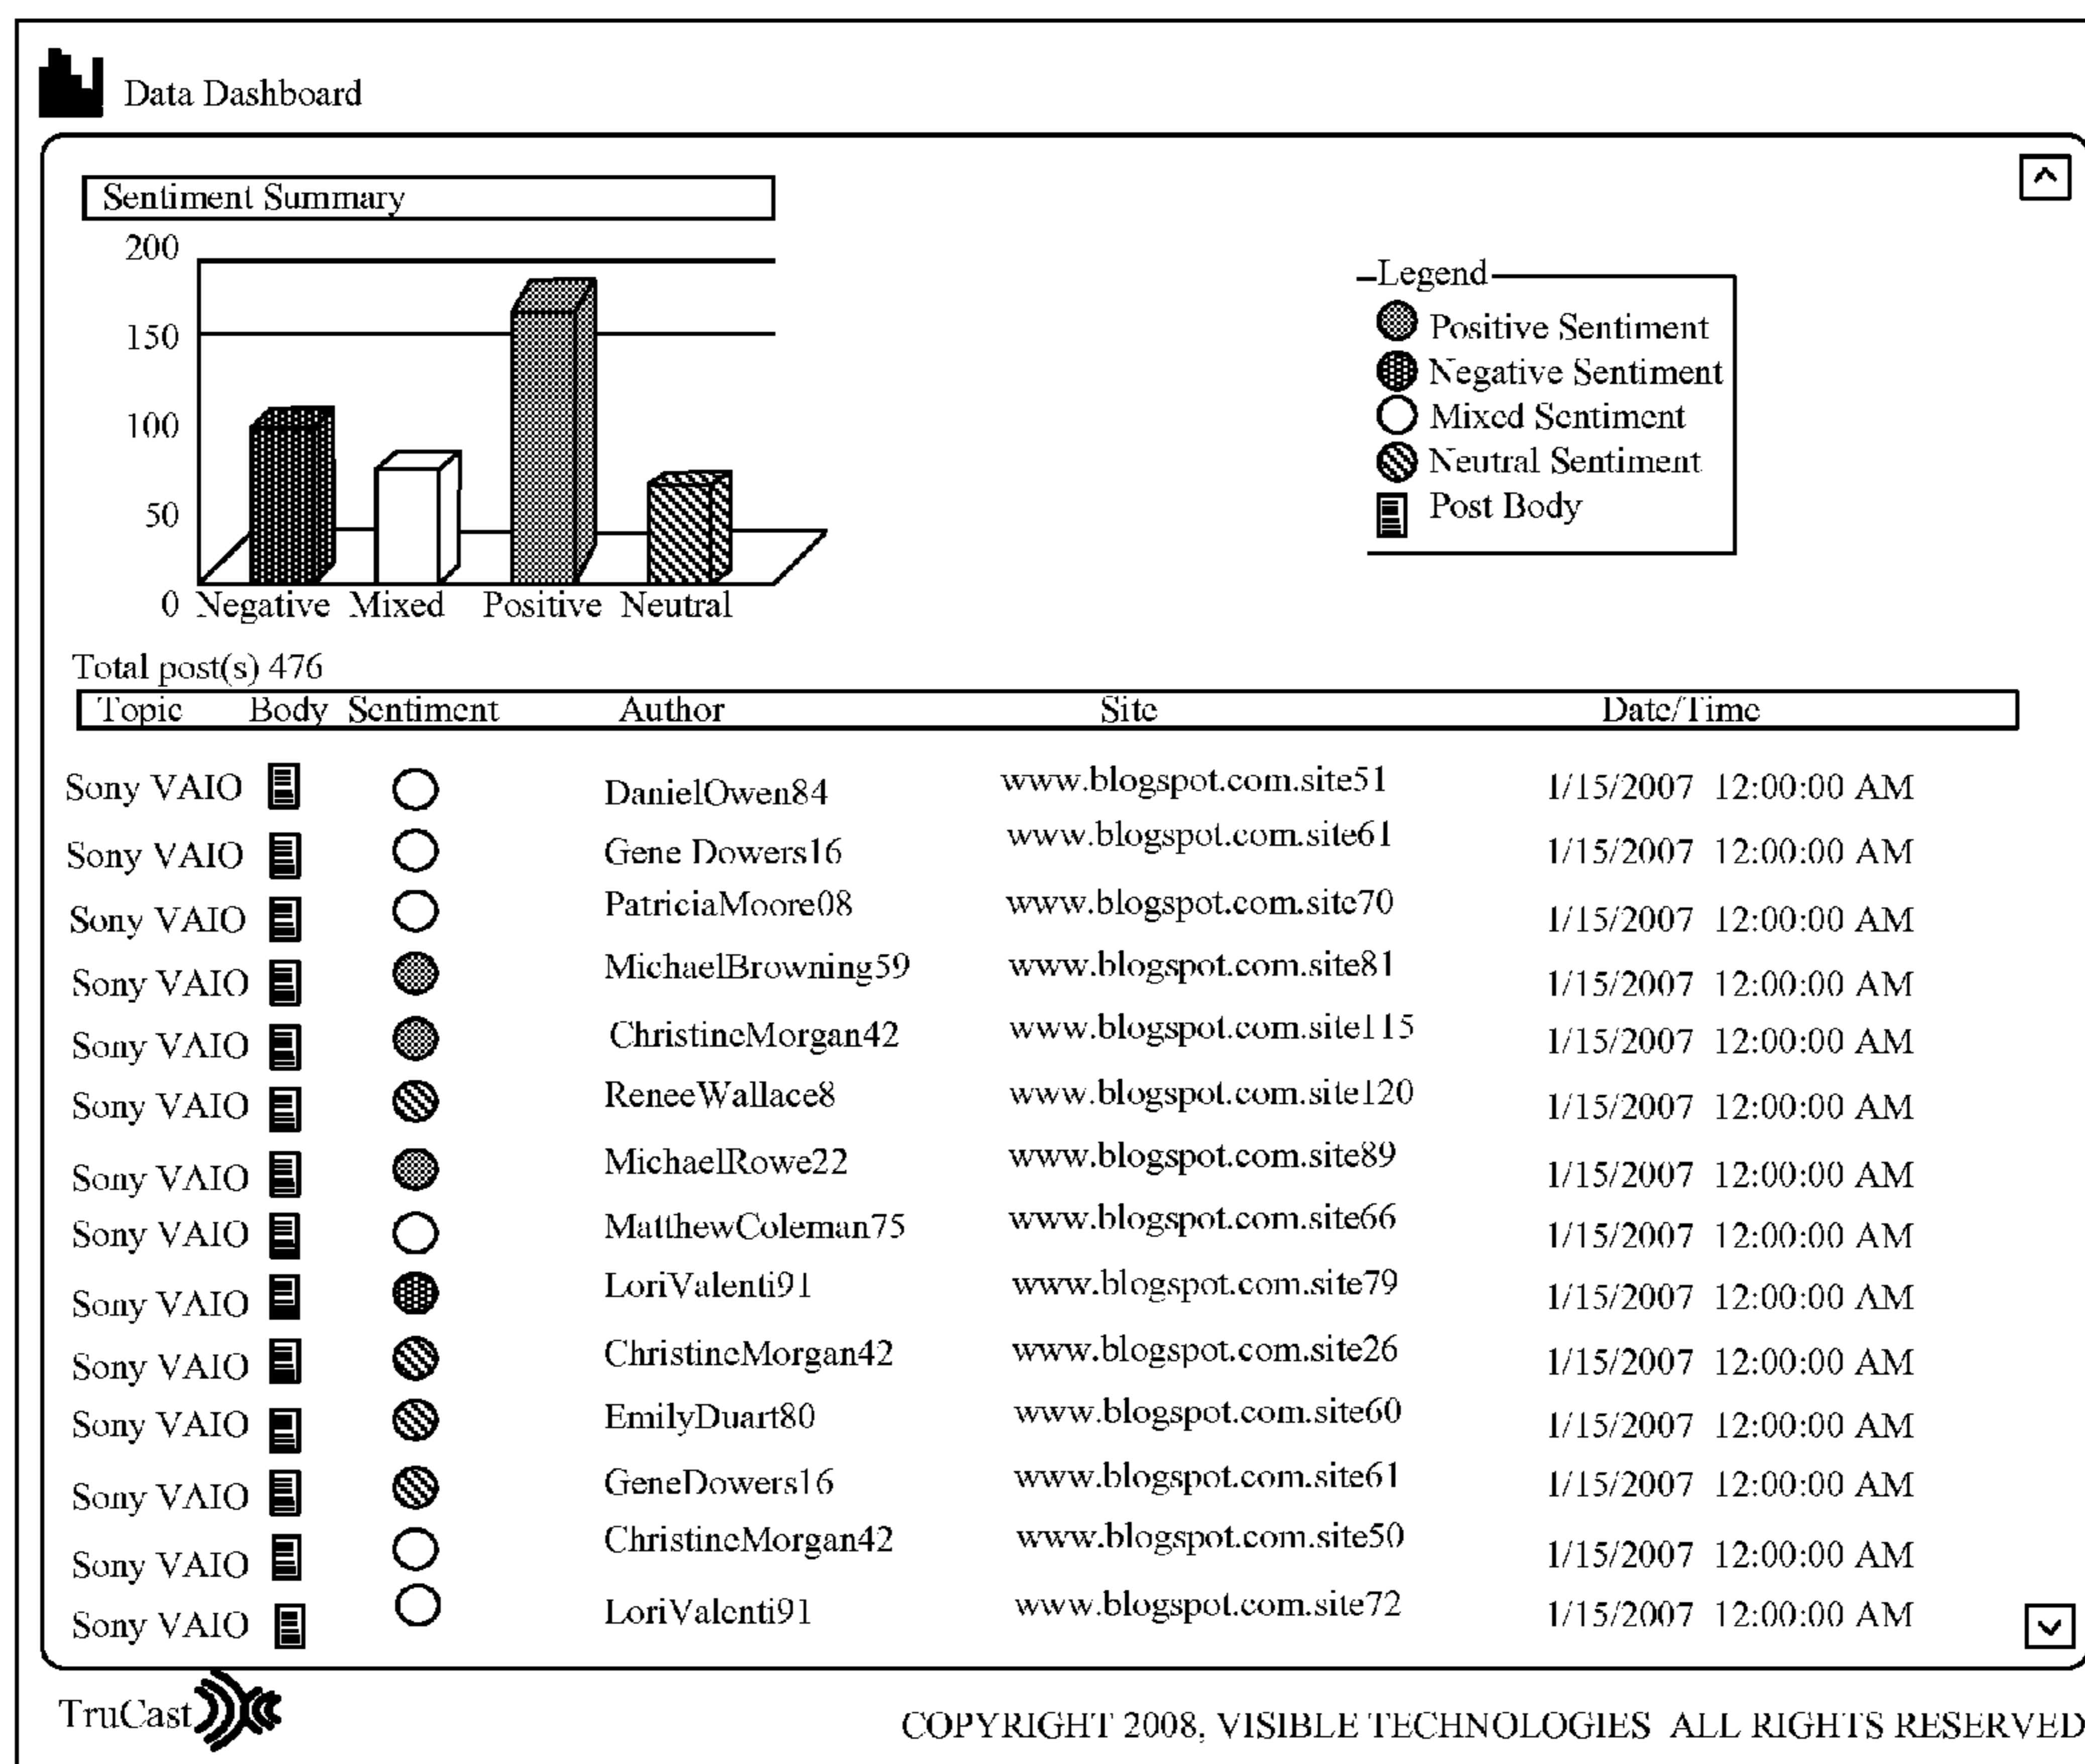 Data Dashboard
Sentiment Summary
200
150
100
50
0 Negative Mixed Positive Neutral
Legend
Positive Sentiment
Negative Sentiment
Mixed Sentiment
Neutral Sentiment
Post Body
Total post(s) 476
Topic Body Sentiment Author Site Date/Time
Sony VAIO DanielOwen84 www.blogspot.com.site51 1/15/2007 12:00:00 AM
Sony VAIO Gene Dowers16 www.blogspot.com.site61 1/15/2007 12:00:00 AM
Sony VAIO PatriciaMoore08 www.blogspot.com.site70 1/15/2007 12:00:00 AM
Sony VAIO MichaelBrowning59 www.blogspot.com.site81 1/15/2007 12:00:00 AM
Sony VAIO ChristineMorgan42 www.blogspot.com.site115 1/15/2007 12:00:00 AM
Sony VAIO ReneeWallace8 www.blogspot.com.site120 1/15/2007 12:00:00 AM
Sony VAIO MichaelRowe22 www.blogspot.com.site89 1/15/2007 12:00:00 AM
Sony VAIO MatthewColeman75 www.blogspot.com.site66 1/15/2007 12:00:00 AM
Sony VAIO LoriValenti91 www.blogspot.com.site79 1/15/2007 12:00:00 AM
Sony VAIO ChristineMorgan42 www.blogspot.com.site26 1/15/2007 12:00:00 AM
Sony VAIO EmilyDuart80 www.blogspot.com.site60 1/15/2007 12:00:00 AM
Sony VAIO GeneDowers16 www.blogspot.com.site61 1/15/2007 12:00:00 AM
Sony VAIO ChristineMorgan42 www.blogspot.com.site50 1/15/2007 12:00:00 AM
Sony VAIO LoriValenti91 www.blogspot.com.site72 1/15/2007 12:00:00 AM
TruCast
COPYRIGHT 2008, VISIBLE TECHNOLOGIES ALL RIGHTS RESERVED